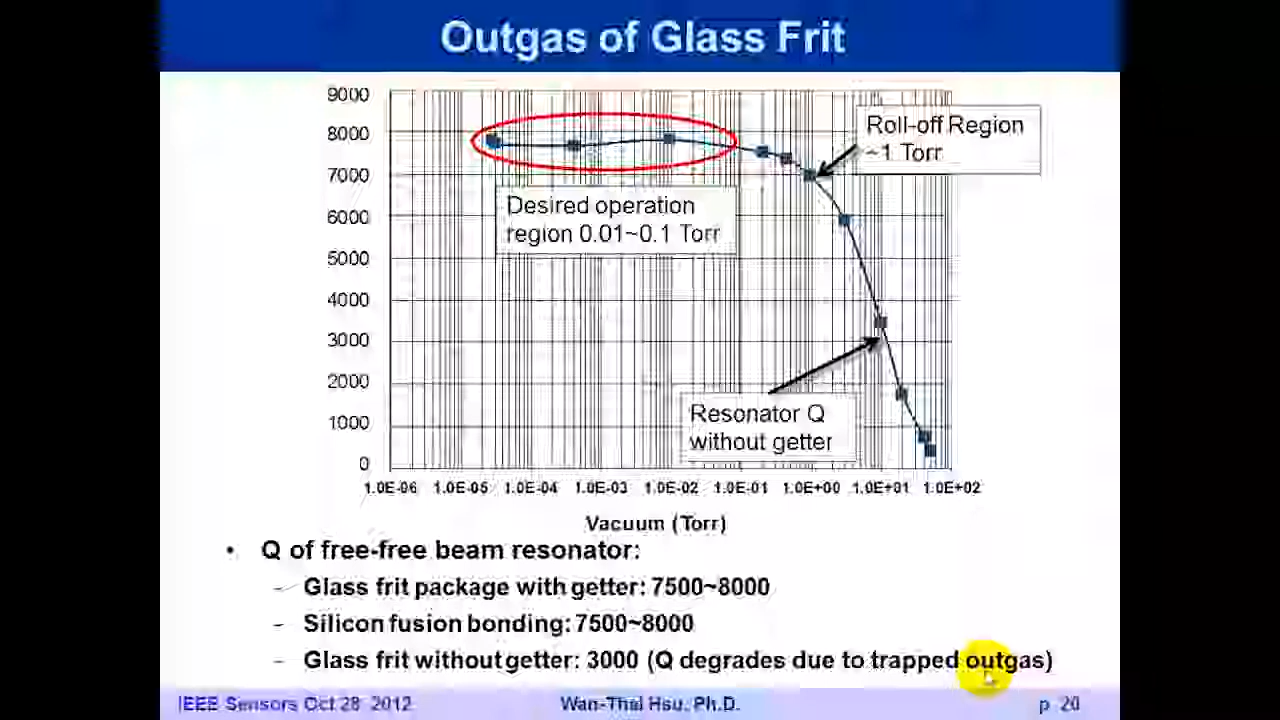 Outgas of Glass Frit
9000
8000
7000
6000
5000
4000
3000
2000
1000
0
Roll-off Region
~1 Torr
Desired operation
region 0.01~0.1 Torr
Resonator Q
without getter
1.0E-06 1.0E-05 1.0E-04 1.0E-03 1.0E-02 1.0E-01 1.0E+00 1.0E+01 1.0E+02
Vacuum (Torr)
• Q of free-free beam resonator:
– Glass frit package with getter: 7500~8000
– Silicon fusion bonding: 7500~8000
– Glass frit without getter: 3000 (Q degrades due to trapped outgas)
IEEE Sensors Oct 28 2012 Wan-Thai Hsu, Ph.D. p 20